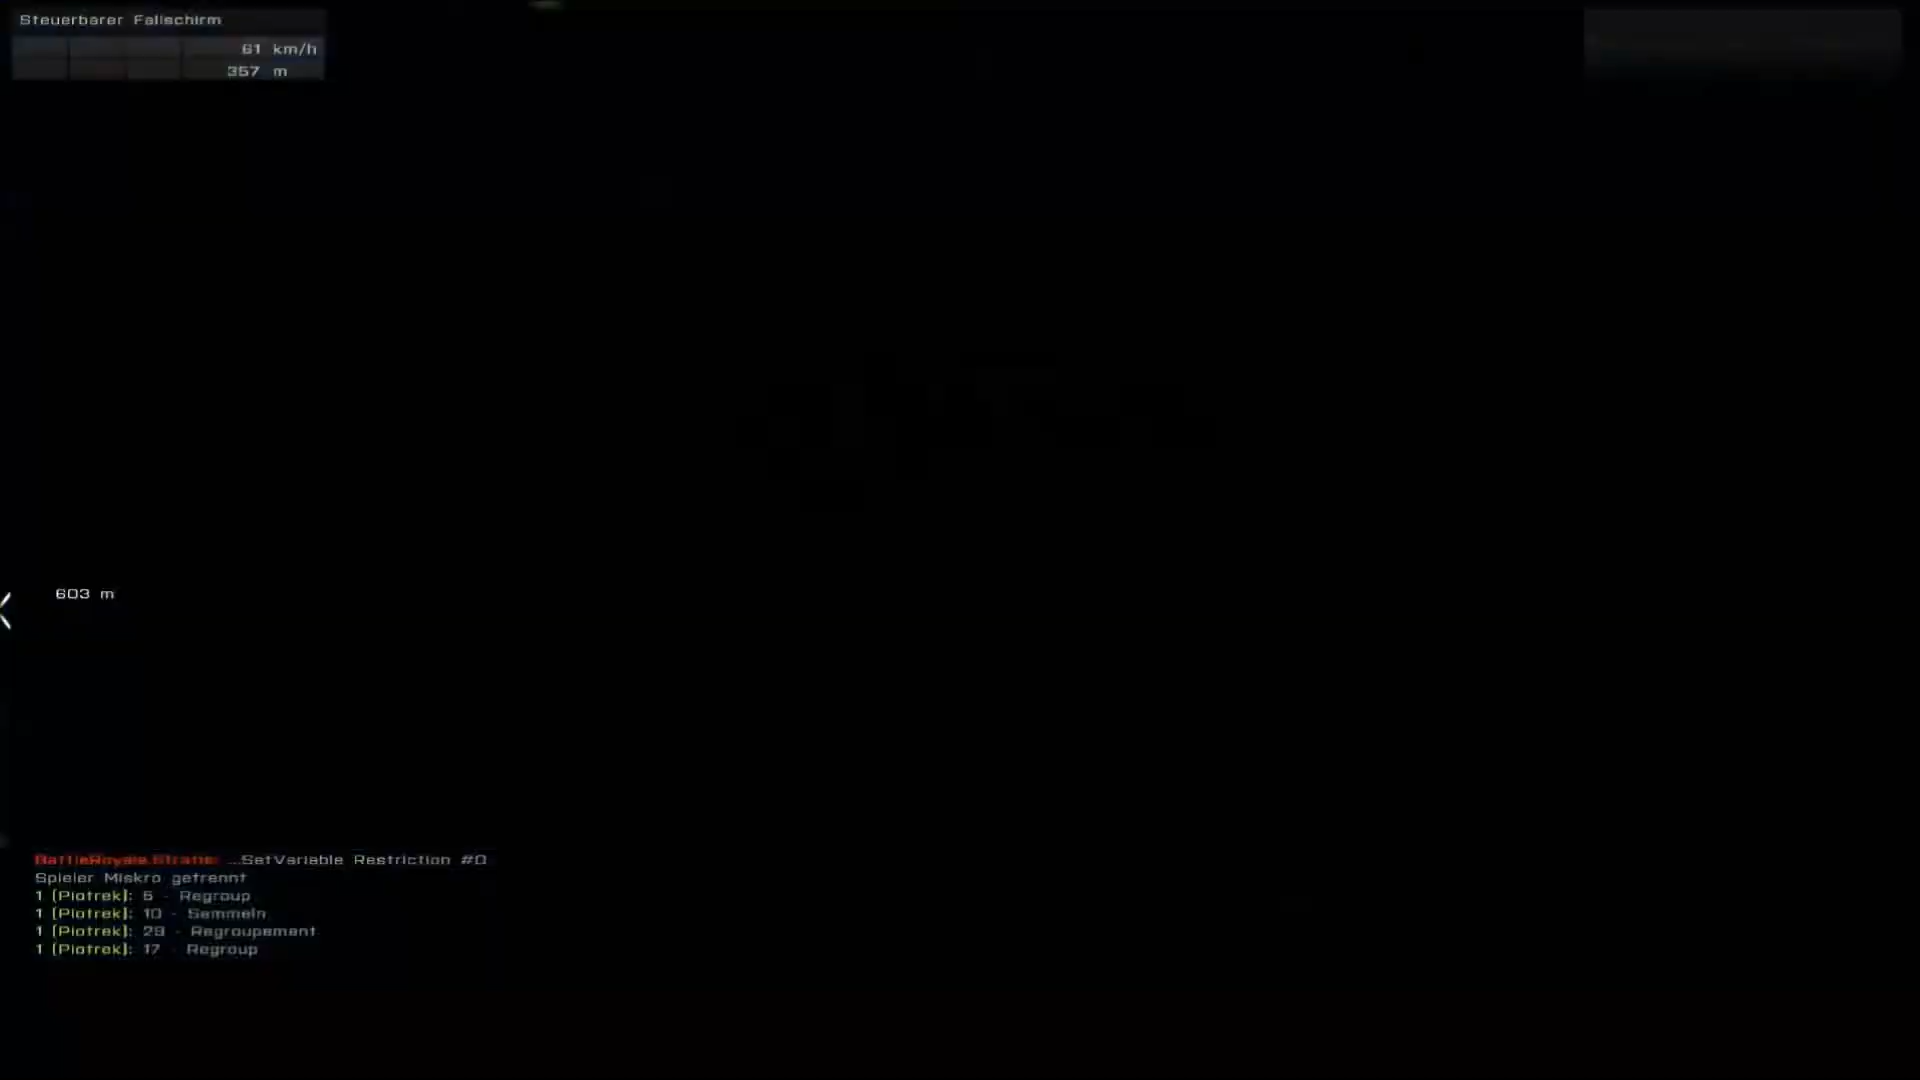 Steuerbarer Fallschirm
61 km/h
357 m
603 m
BattleRoyale.Stratis: ...SetVariable Restriction #0
Spieler Miskro getrennt
1 (Piotrek): 5 - Regroup
1 (Piotrek): 10 - Sammeln
1 (Piotrek): 29 - Regroupement
1 (Piotrek): 17 - Regroup